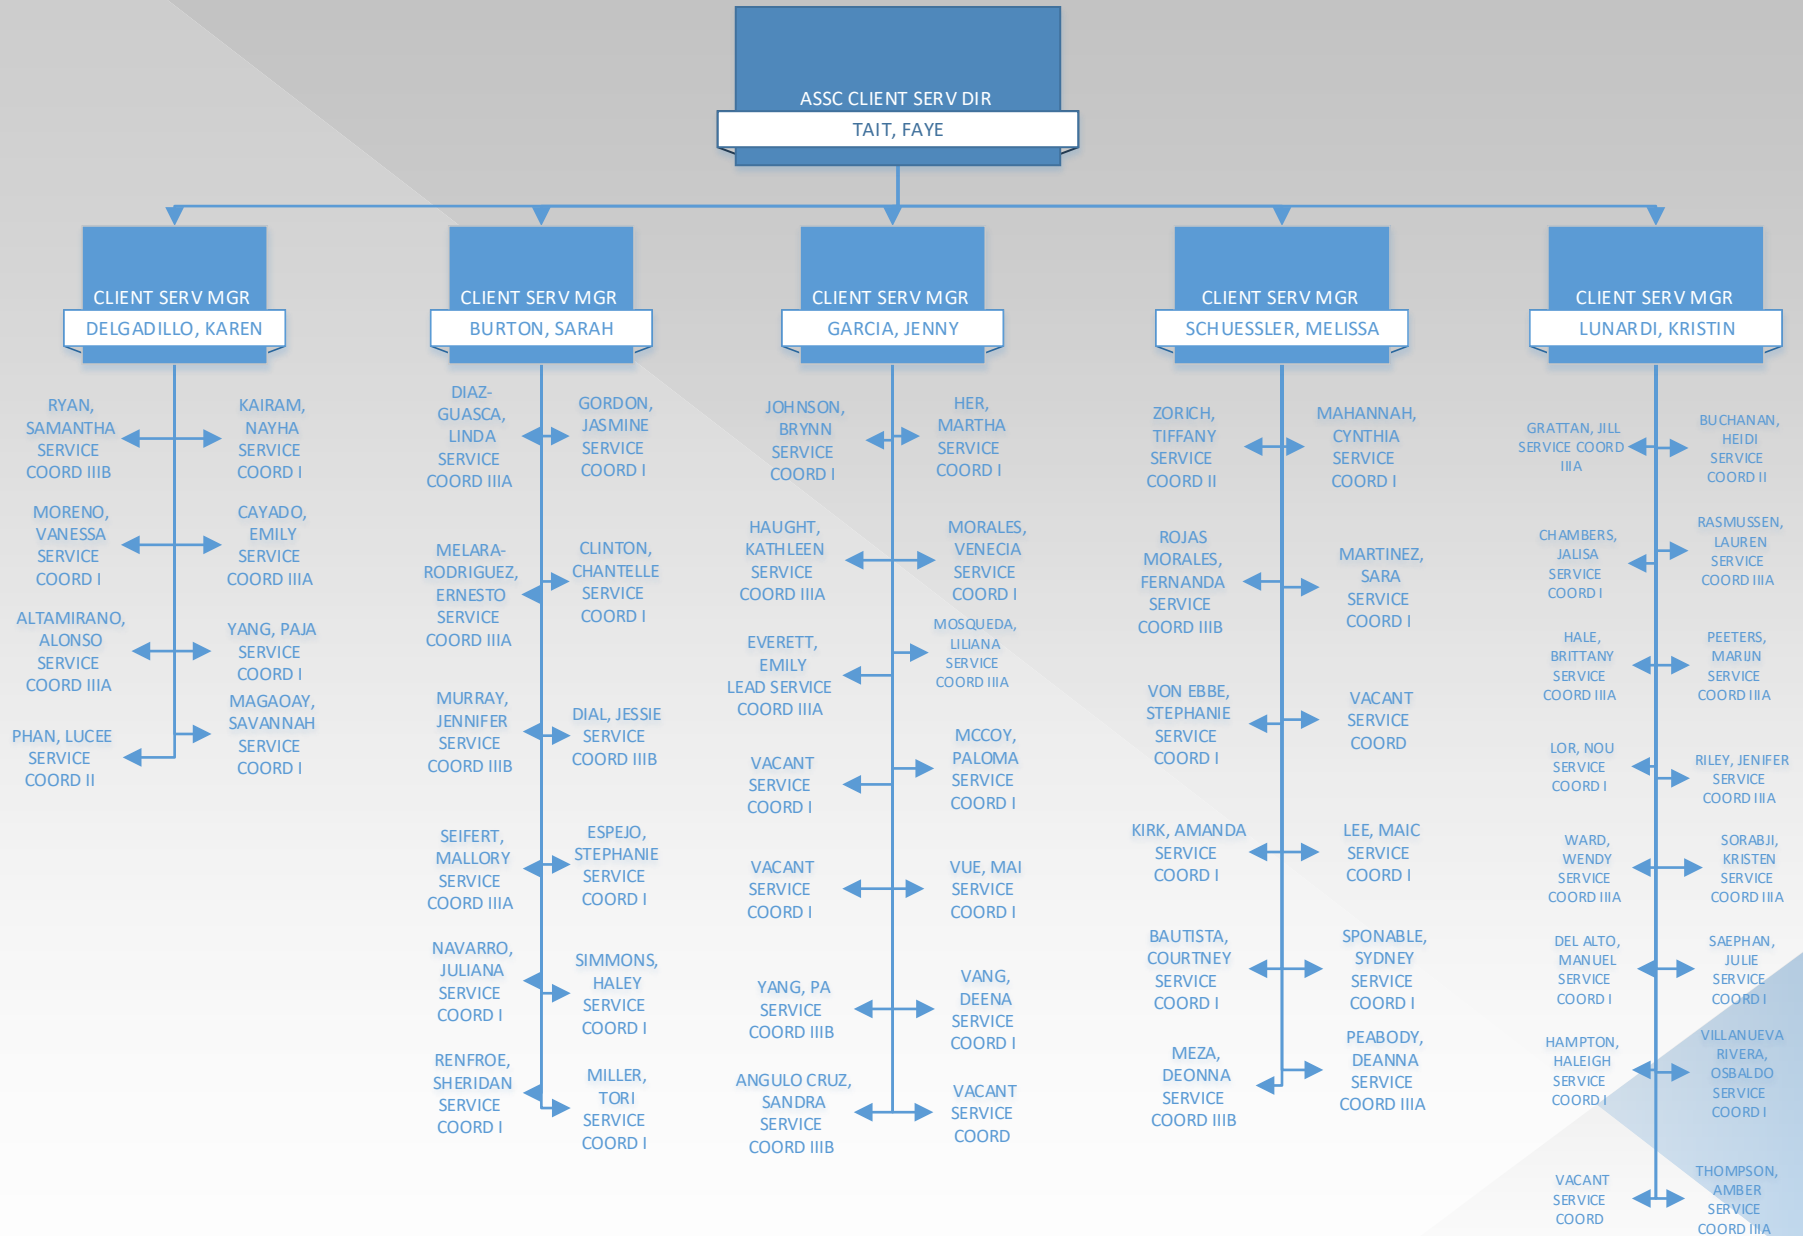 ASSC CLIENT SERV DIR
TAIT, FAYE
CLIENT SERV MGR
DELGADILLO, KAREN
RYAN,
SAMANTHA
SERVICE
COORD IIIB
KAIRAM,
NAYHA
SERVICE
COORD I
MORENO,
VANESSA
SERVICE
COORD I
CAYADO,
EMILY
SERVICE
COORD IIIA
ALTAMIRANO,
ALONSO
SERVICE
COORD IIIA
YANG, PAJA
SERVICE
COORD I
PHAN, LUCEE
SERVICE
COORD II
MAGAOAY,
SAVANNAH
SERVICE
COORD I
CLIENT SERV MGR
BURTON, SARAH
DIAZ-
GUASCA,
LINDA
SERVICE
COORD IIIA
GORDON,
JASMINE
SERVICE
COORD I
MELARA-
RODRIGUEZ,
ERNESTO
SERVICE
COORD IIIA
CLINTON,
CHANTELLE
SERVICE
COORD I
MURRAY,
JENNIFER
SERVICE
COORD IIIB
DIAL, JESSIE
SERVICE
COORD IIIB
SEIFERT,
MALLORY
SERVICE
COORD IIIA
ESPEJO,
STEPHANIE
SERVICE
COORD I
NAVARRO,
JULIANA
SERVICE
COORD I
SIMMONS,
HALEY
SERVICE
COORD I
RENFROE,
SHERIDAN
SERVICE
COORD I
MILLER,
TORI
SERVICE
COORD I
CLIENT SERV MGR
GARCIA, JENNY
JOHNSON,
BRYNN
SERVICE
COORD I
HER,
MARTHA
SERVICE
COORD I
HAUGHT,
KATHLEEN
SERVICE
COORD IIIA
MORALES,
VENECIA
SERVICE
COORD I
EVERETT,
EMILY
LEAD SERVICE
COORD IIIA
MOSQUEDA,
LILIANA
SERVICE
COORD IIIA
VACANT
SERVICE
COORD I
MCCOY,
PALOMA
SERVICE
COORD I
VACANT
SERVICE
COORD I
VUE, MAI
SERVICE
COORD I
YANG, PA
SERVICE
COORD IIIB
VANG,
DEENA
SERVICE
COORD I
ANGULO CRUZ,
SANDRA
SERVICE
COORD IIIB
VACANT
SERVICE
COORD
CLIENT SERV MGR
SCHUESSLER, MELISSA
ZORICH,
TIFFANY
SERVICE
COORD II
MAHANNAH,
CYNTHIA
SERVICE
COORD I
ROJAS
MORALES,
FERNANDA
SERVICE
COORD IIIB
MARTINEZ,
SARA
SERVICE
COORD I
VON EBBE,
STEPHANIE
SERVICE
COORD I
VACANT
SERVICE
COORD
KIRK, AMANDA
SERVICE
COORD I
LEE, MAIC
SERVICE
COORD I
BAUTISTA,
COURTNEY
SERVICE
COORD I
SPONABLE,
SYDNEY
SERVICE
COORD I
MEZA,
DEONNA
SERVICE
COORD IIIB
PEABODY,
DEANNA
SERVICE
COORD IIIA
CLIENT SERV MGR
LUNARDI, KRISTIN
GRATTAN, JILL
SERVICE COORD
IIIA
BUCHANAN,
HEIDI
SERVICE
COORD II
CHAMBERS,
JALISA
SERVICE
COORD I
RASMUSSEN,
LAUREN
SERVICE
COORD IIIA
HALE,
BRITTANY
SERVICE
COORD IIIA
PEETERS,
MARIJN
SERVICE
COORD IIIA
LOR, NOU
SERVICE
COORD I
RILEY, JENIFER
SERVICE
COORD IIIA
WARD,
WENDY
SERVICE
COORD IIIA
SORABJI,
KRISTEN
SERVICE
COORD IIIA
DEL ALTO,
MANUEL
SERVICE
COORD I
SAEPHAN,
JULIE
SERVICE
COORD I
HAMPTON,
HALEIGH
SERVICE
COORD I
VILLANUEVA
RIVERA,
OSBALDO
SERVICE
COORD I
VACANT
SERVICE
COORD
THOMPSON,
AMBER
SERVICE
COORD IIIA